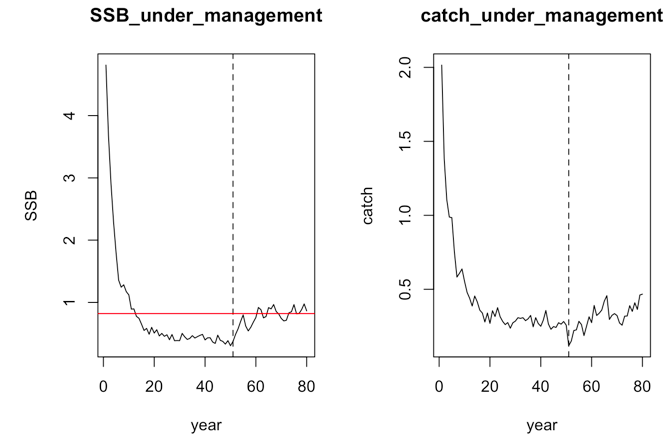 SSB_under_management
SSB
4
3
2
1
0 20 40 60 80
year
catch_under_management
catch
2.0
1.5
1.0
0.5
0 20 40 60 80
year